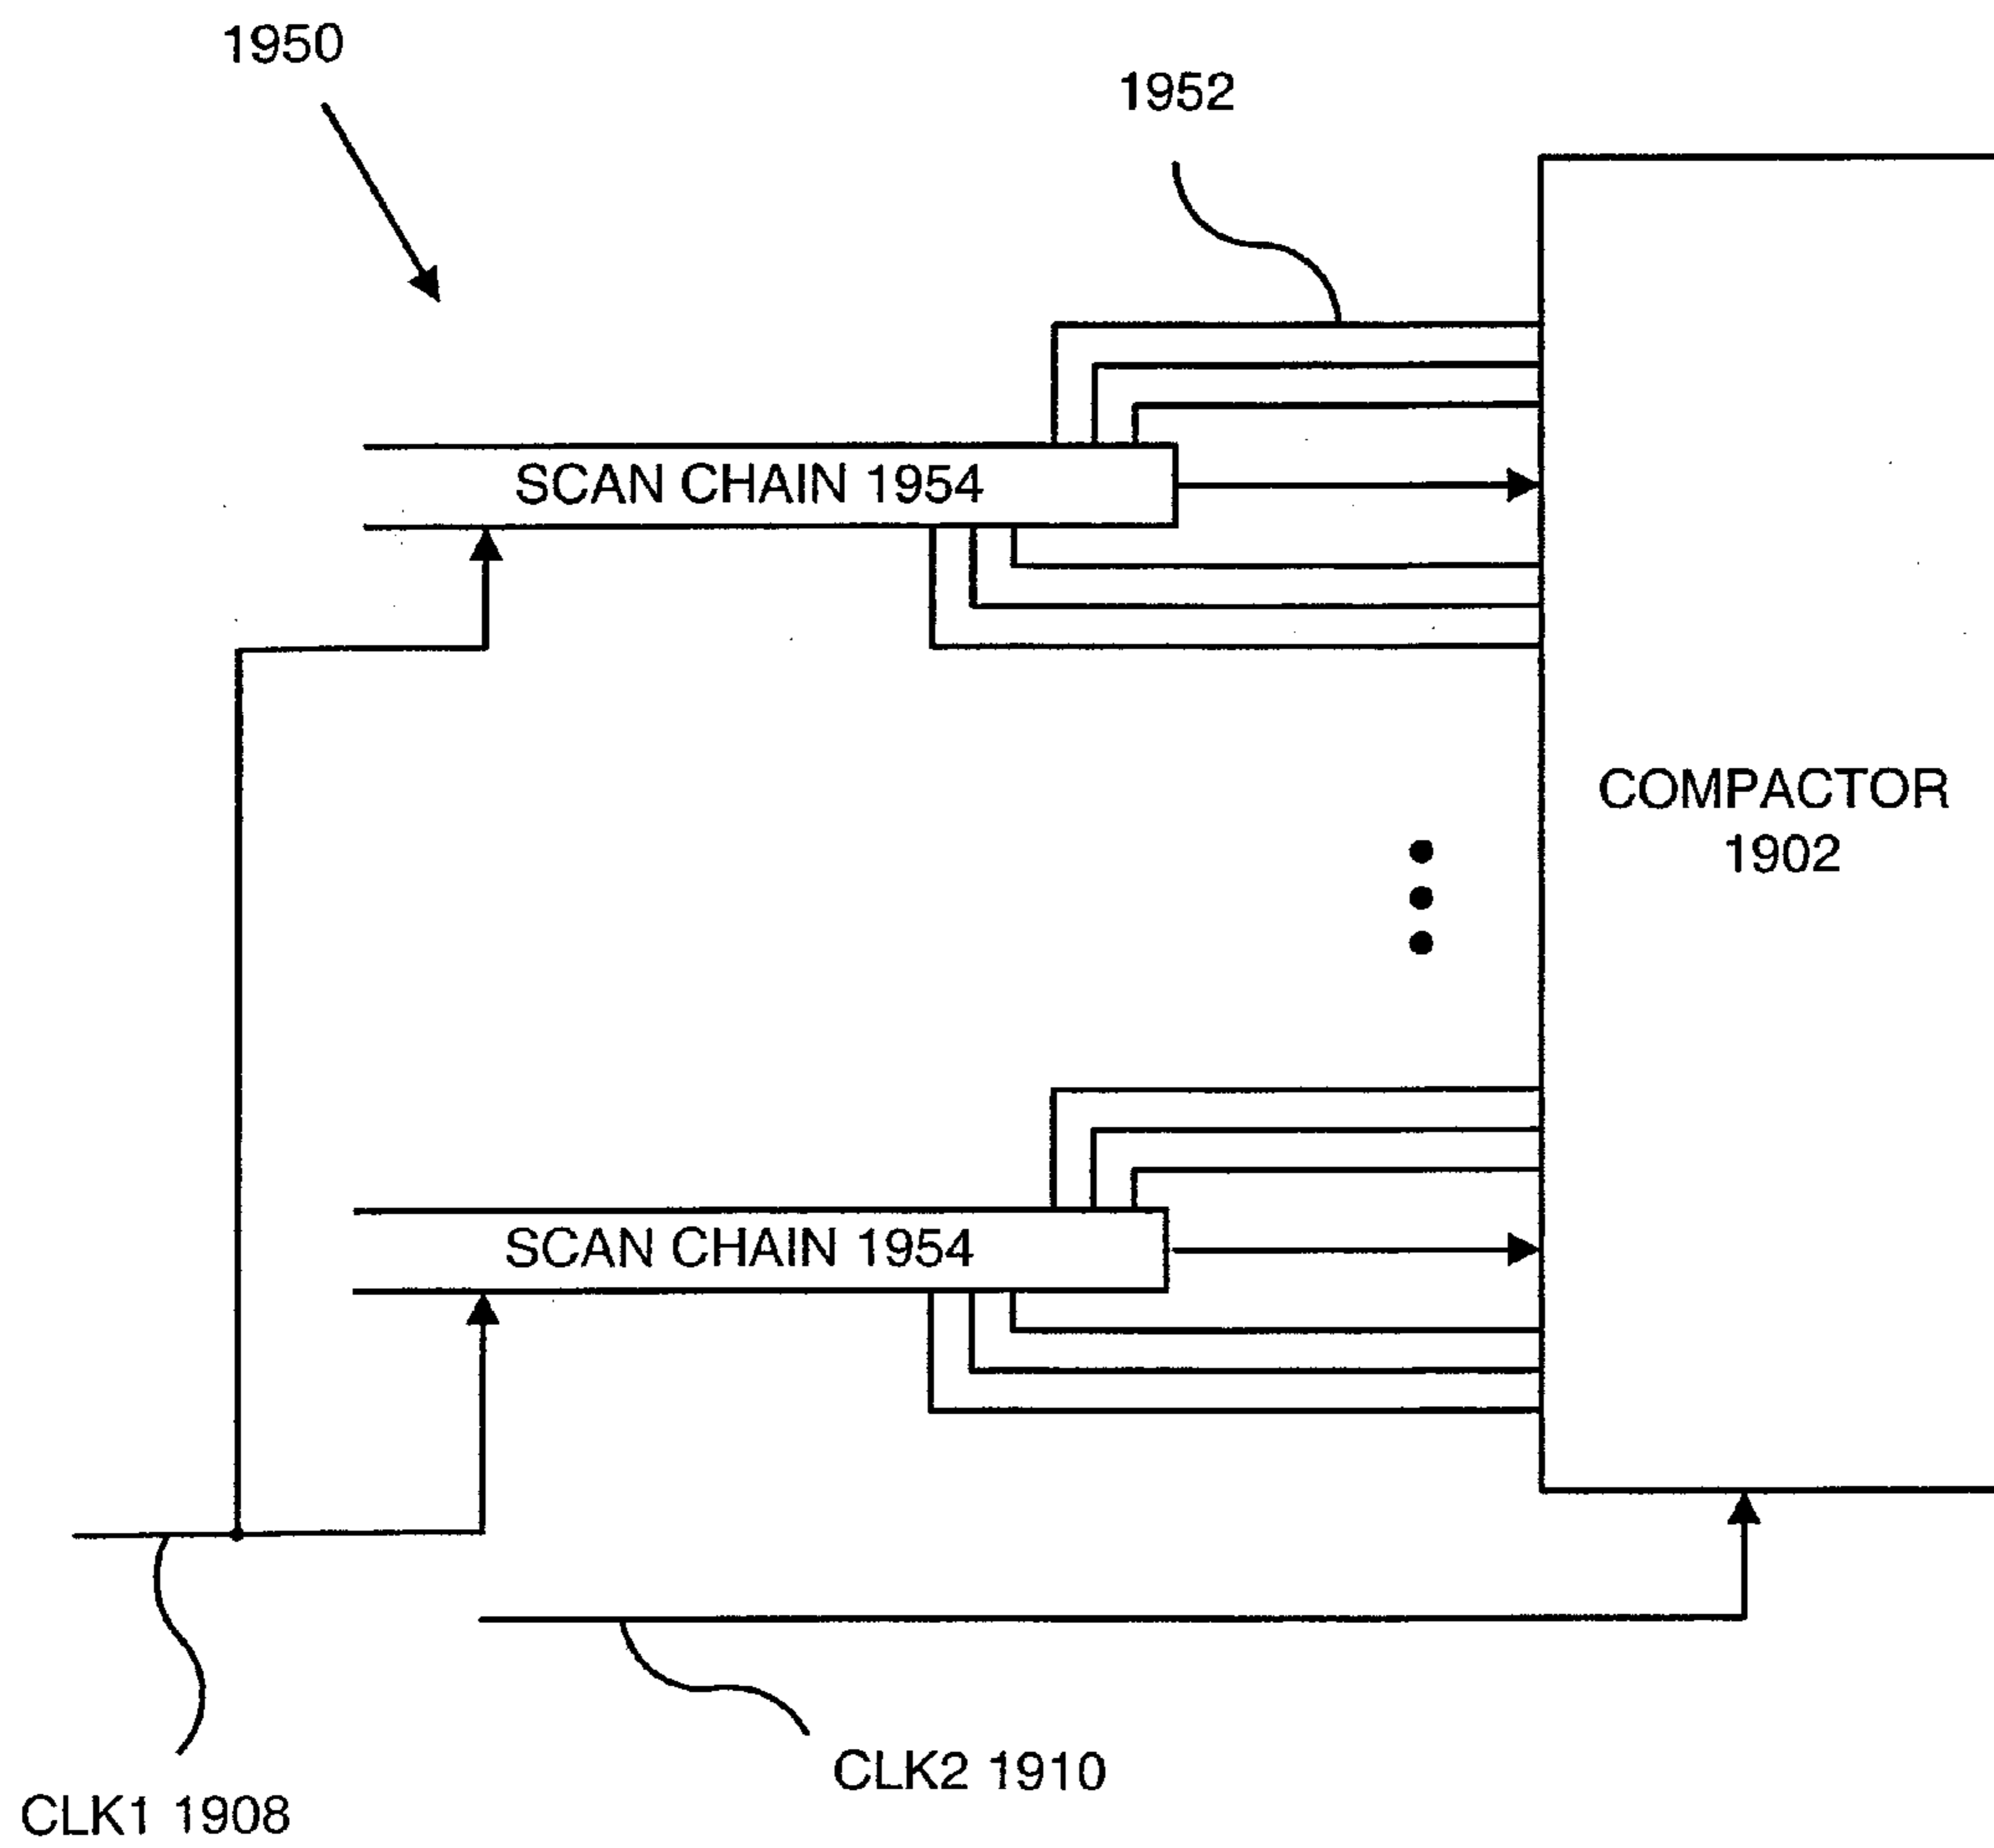 1950
1952
SCAN CHAIN 1954
COMPACTOR
1902
SCAN CHAIN 1954
CLK2 1910
CLK1 1908